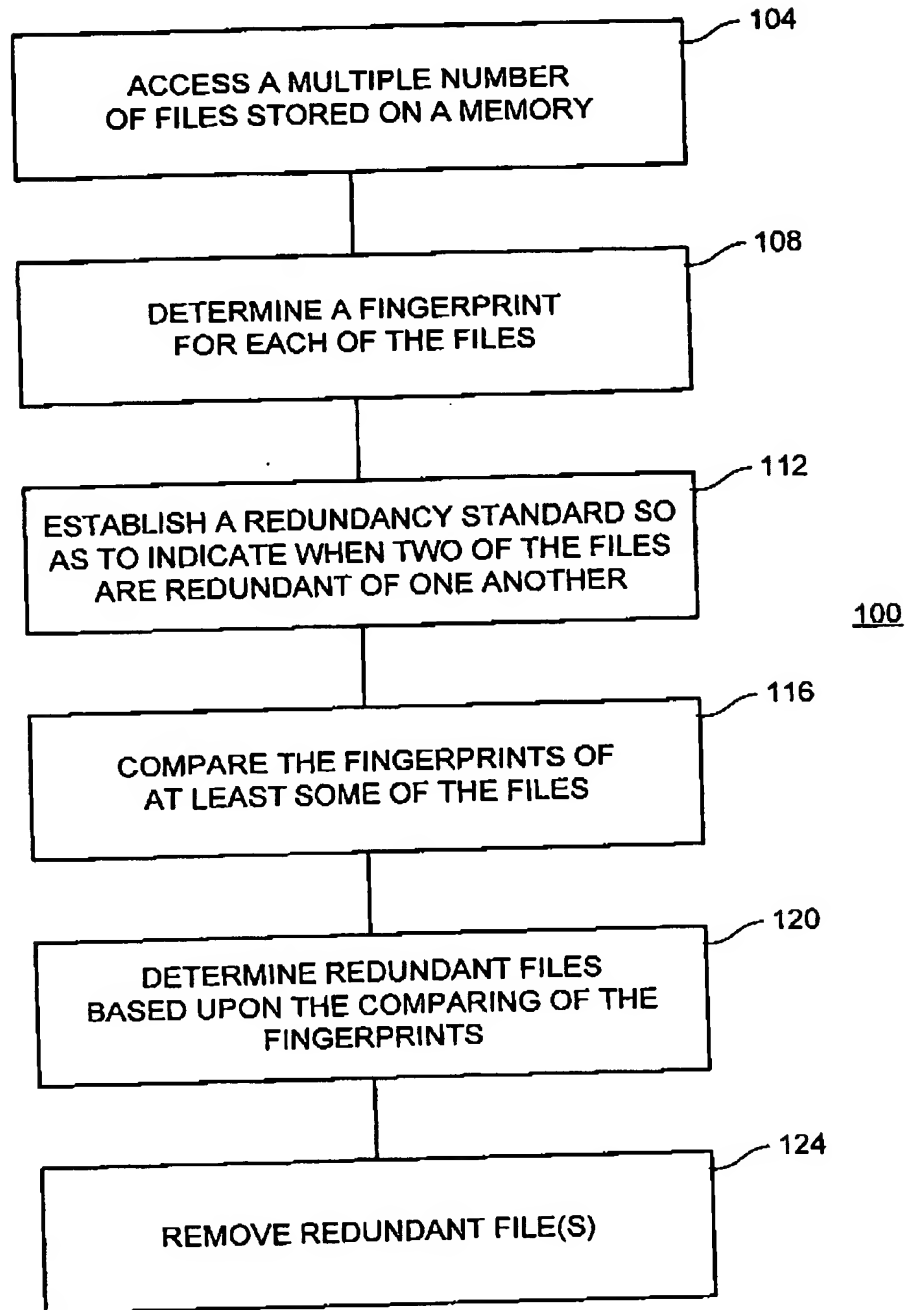 104
ACCESS A MULTIPLE NUMBER
OF FILES STORED ON A MEMORY
108
DETERMINE A FINGERPRINT
FOR EACH OF THE FILES
112
ESTABLISH A REDUNDANCY STANDARD SO
AS TO INDICATE WHEN TWO OF THE FILES
ARE REDUNDANT OF ONE ANOTHER
100
116
COMPARE THE FINGERPRINTS OF
AT LEAST SOME OF THE FILES
120
DETERMINE REDUNDANT FILES
BASED UPON THE COMPARING OF THE
FINGERPRINTS
124
REMOVE REDUNDANT FILE(S)